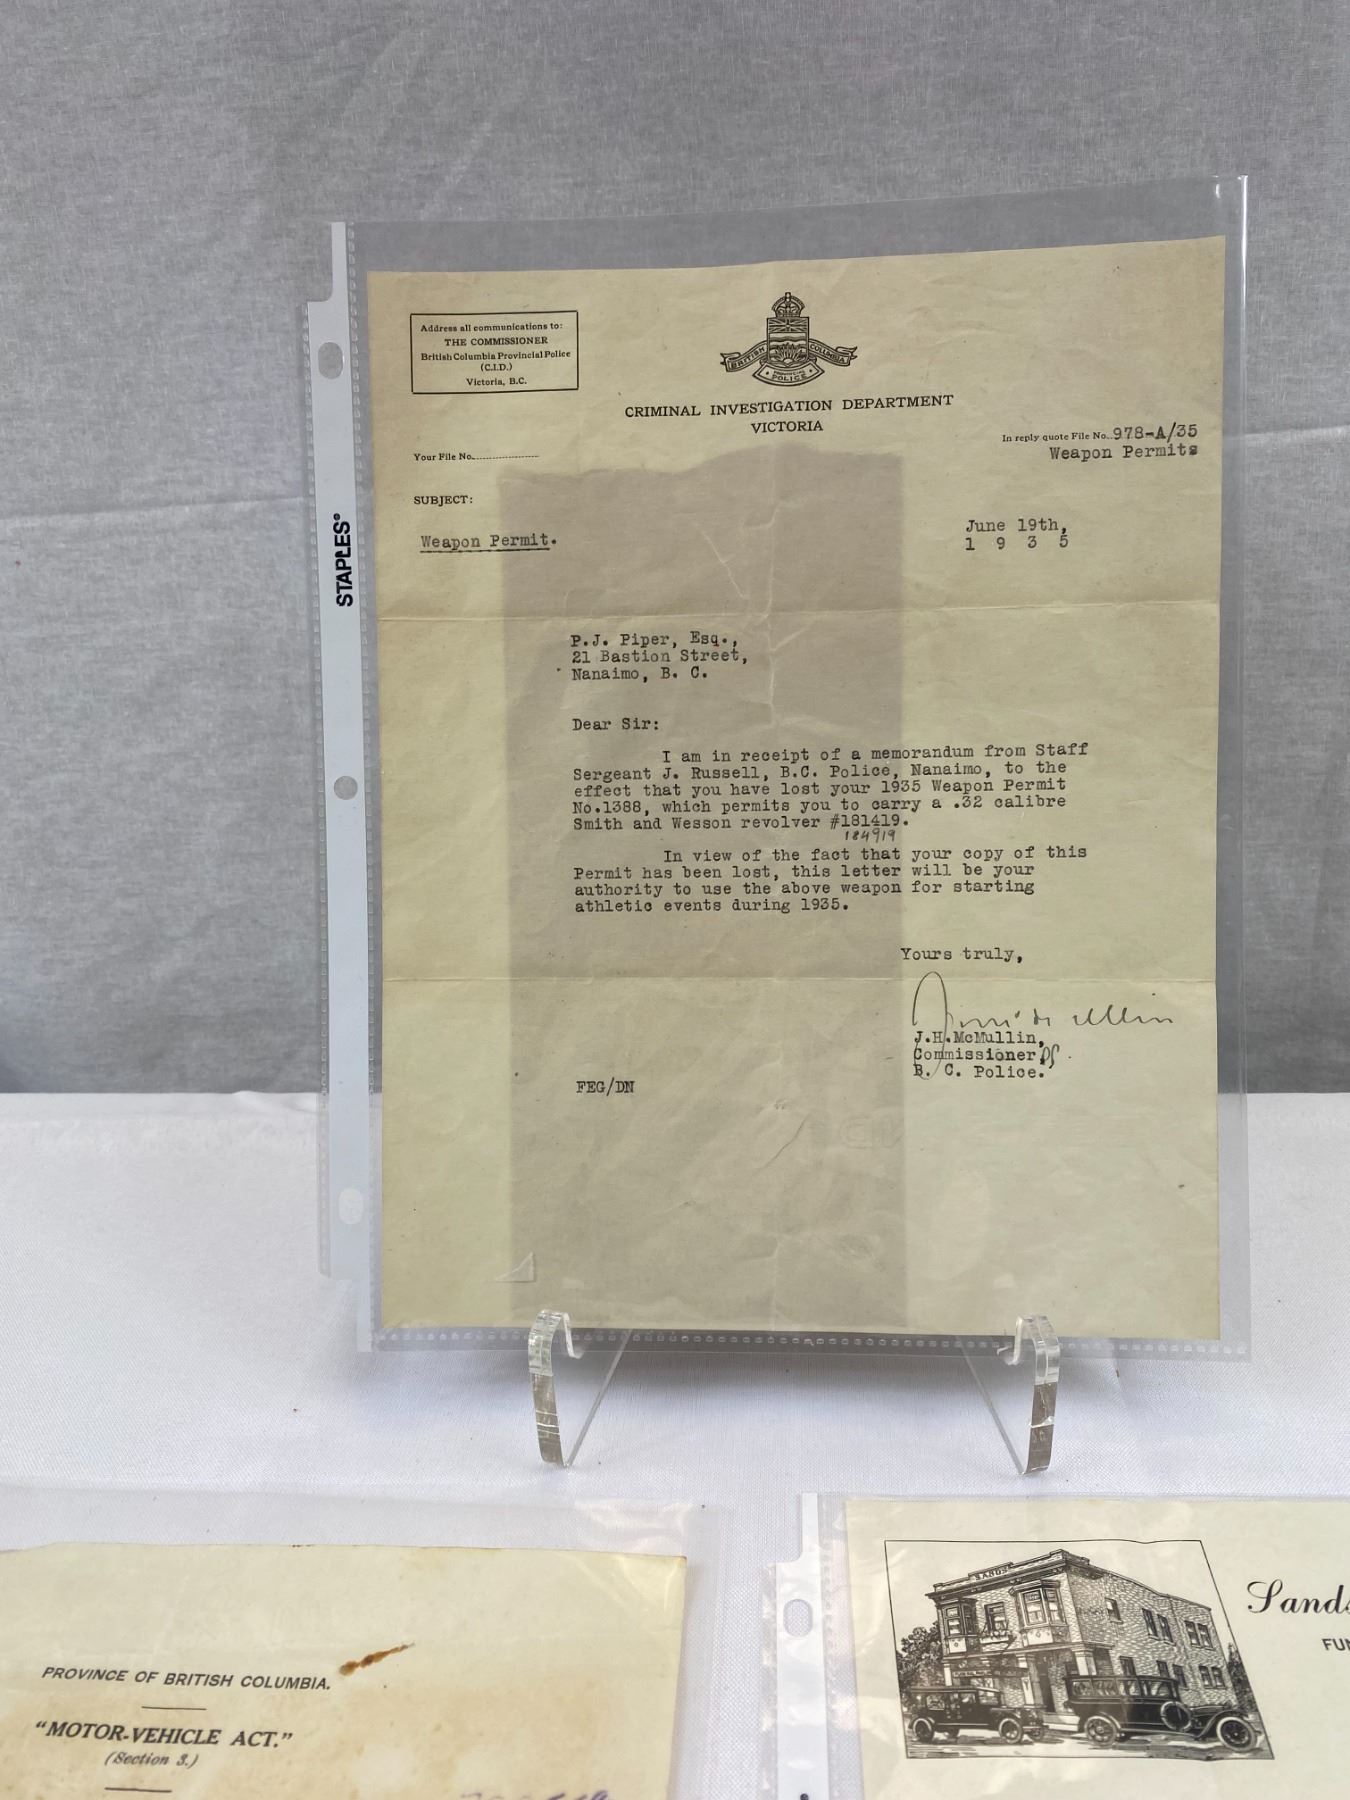 Address all communications to:
THE COMMISSIONER
British Columbia Provincial Police
(C.I.D.)
Victoria, B.C.
BRITISH COLUMBIA
PROVINCIAL
POLICE
CRIMINAL INVESTIGATION DEPARTMENT
VICTORIA
In reply quote File No. 978-A/35
Weapon Permits
Your File No.
SUBJECT:
Weapon Permit.
June 19th,
1 9 3 5
STAPLES
P.J. Piper, Esq.,
21 Bastion Street,
Nanaimo, B. C.
Dear Sir:
I am in receipt of a memorandum from Staff
Sergeant J. Russell, B.C. Police, Nanaimo, to the
effect that you have lost your 1935 Weapon Permit
No.1388, which permits you to carry a .32 calibre
Smith and Wesson revolver #181419.
184919
In view of the fact that your copy of this
Permit has been lost, this letter will be your
authority to use the above weapon for starting
athletic events during 1935.
Yours truly,
J.H.McMullin,
Commissioner,
B. C. Police.
FEG/DN
PROVINCE OF BRITISH COLUMBIA.
"MOTOR-VEHICLE ACT."
(Section 3.)
SANDS
Sands
FU